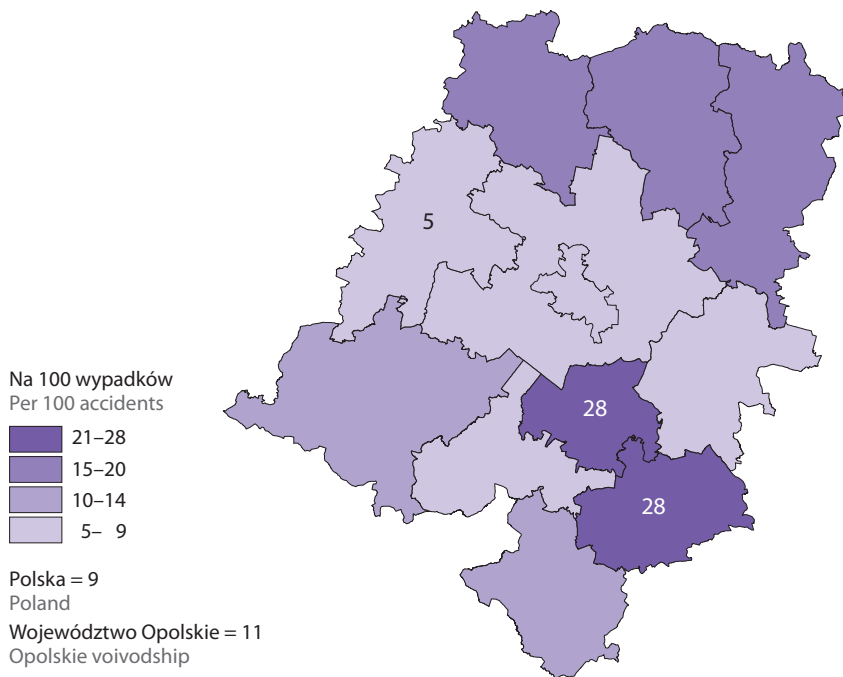 5
28
28
Na 100 wypadków
Per 100 accidents
21–28
15–20
10–14
5– 9
Polska = 9
Poland
Województwo Opolskie = 11
Opolskie voivodship